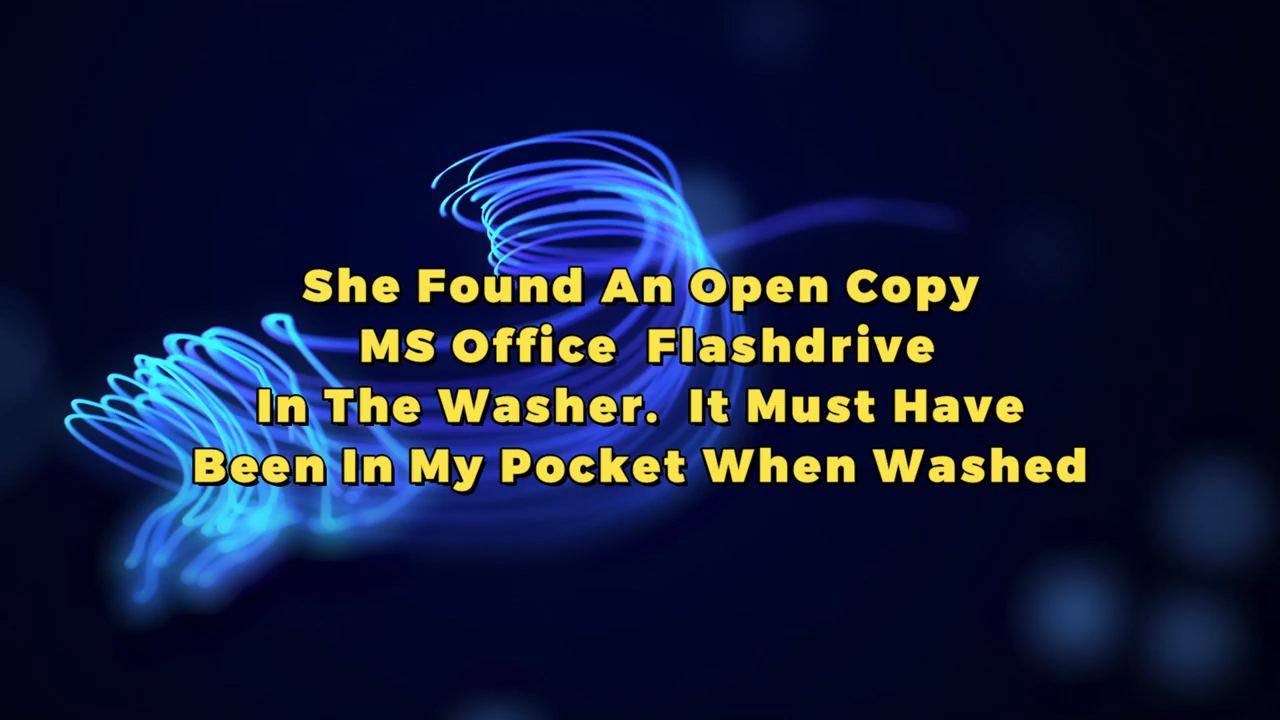 She Found An Open Copy
MS Office  Flashdrive
In The Washer.  It Must Have
Been In My Pocket When Washed